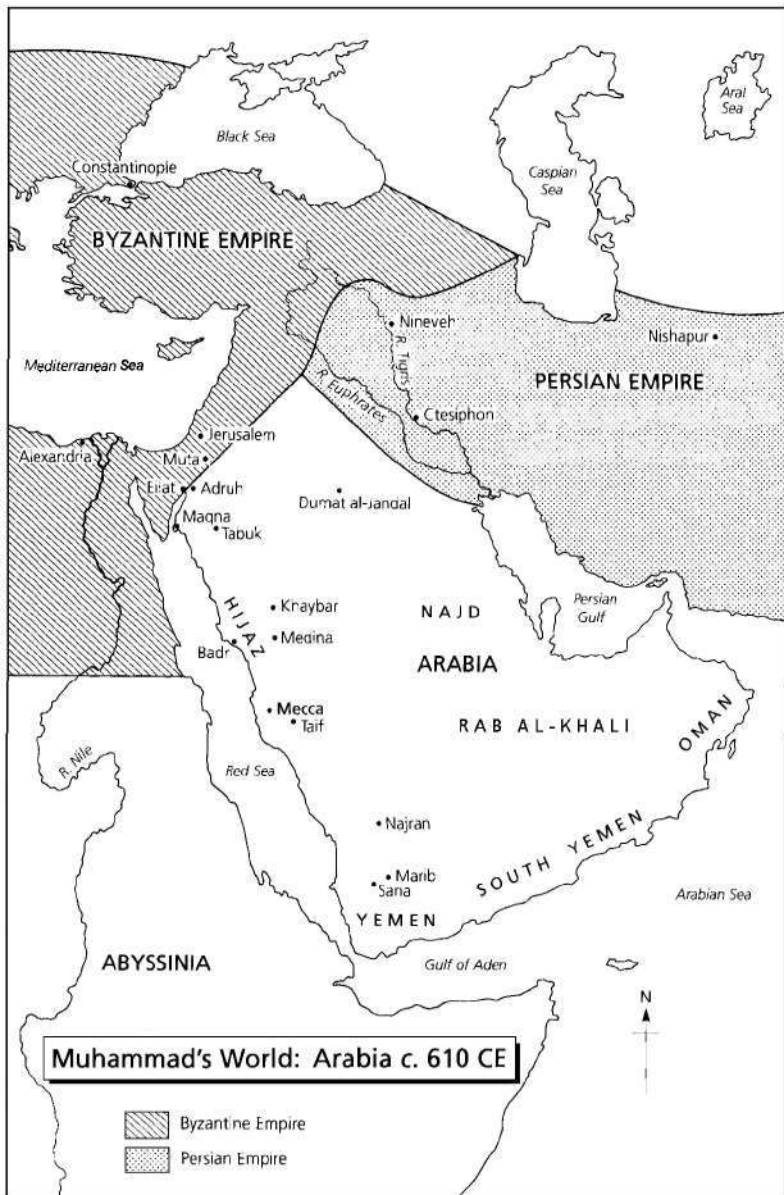 Aral
Sea
Black Sea
Caspian
Sea
Constantinople
BYZANTINE EMPIRE
Nineveh
Nishapur
R. Tigris
Mediterranean Sea
PERSIAN EMPIRE
R. Euphrates
Ctesiphon
Jerusalem
Alexandria
Muta
Eilat
Adruh
Dumat al-Jandal
Maqna
Tabuk
HIJAZ
Khaybar
NAJD
Persian
Gulf
Medina
Badr
ARABIA
Mecca
Taif
RAB AL-KHALI
OMAN
R. Nile
Red Sea
Najran
SOUTH YEMEN
Marib
Sana
Arabian Sea
YEMEN
ABYSSINIA
Gulf of Aden
N
Muhammad's World: Arabia c. 610 CE
Byzantine Empire
Persian Empire